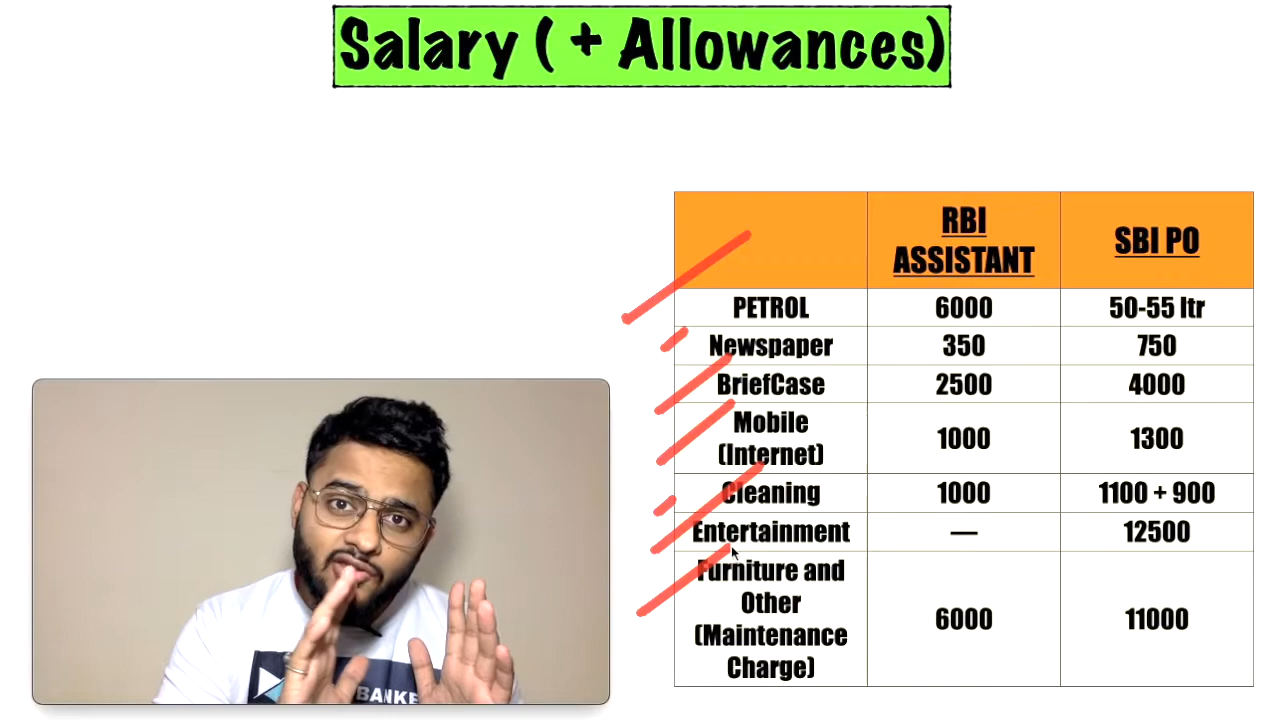 Salary ( + Allowances)
RBI ASSISTANT SBI PO
PETROL 6000 50-55 ltr
Newspaper 350 750
BriefCase 2500 4000
Mobile (Internet) 1000 1300
Cleaning 1000 1100 + 900
Entertainment — 12500
Furniture and Other (Maintenance Charge) 6000 11000
BANKE